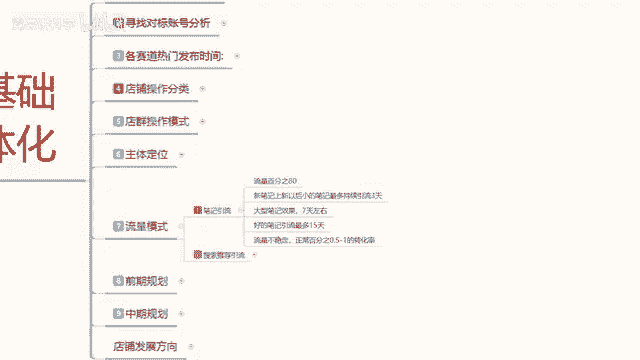 寻找对标账号分析
3 各赛道热门发布时间:
4 店铺操作分类
基础
5 店群操作模式
体化
6 主体定位
流量百分之80
新笔记上新以后小的笔记最多持续引流3天
1 笔记引流
大型笔记效果，7天左右
7 流量模式
好的笔记引流最多15天
流量不稳定，正常百分之0.5-1的转化率
搜索推荐引流
8 前期规划
9 中期规划
店铺发展方向